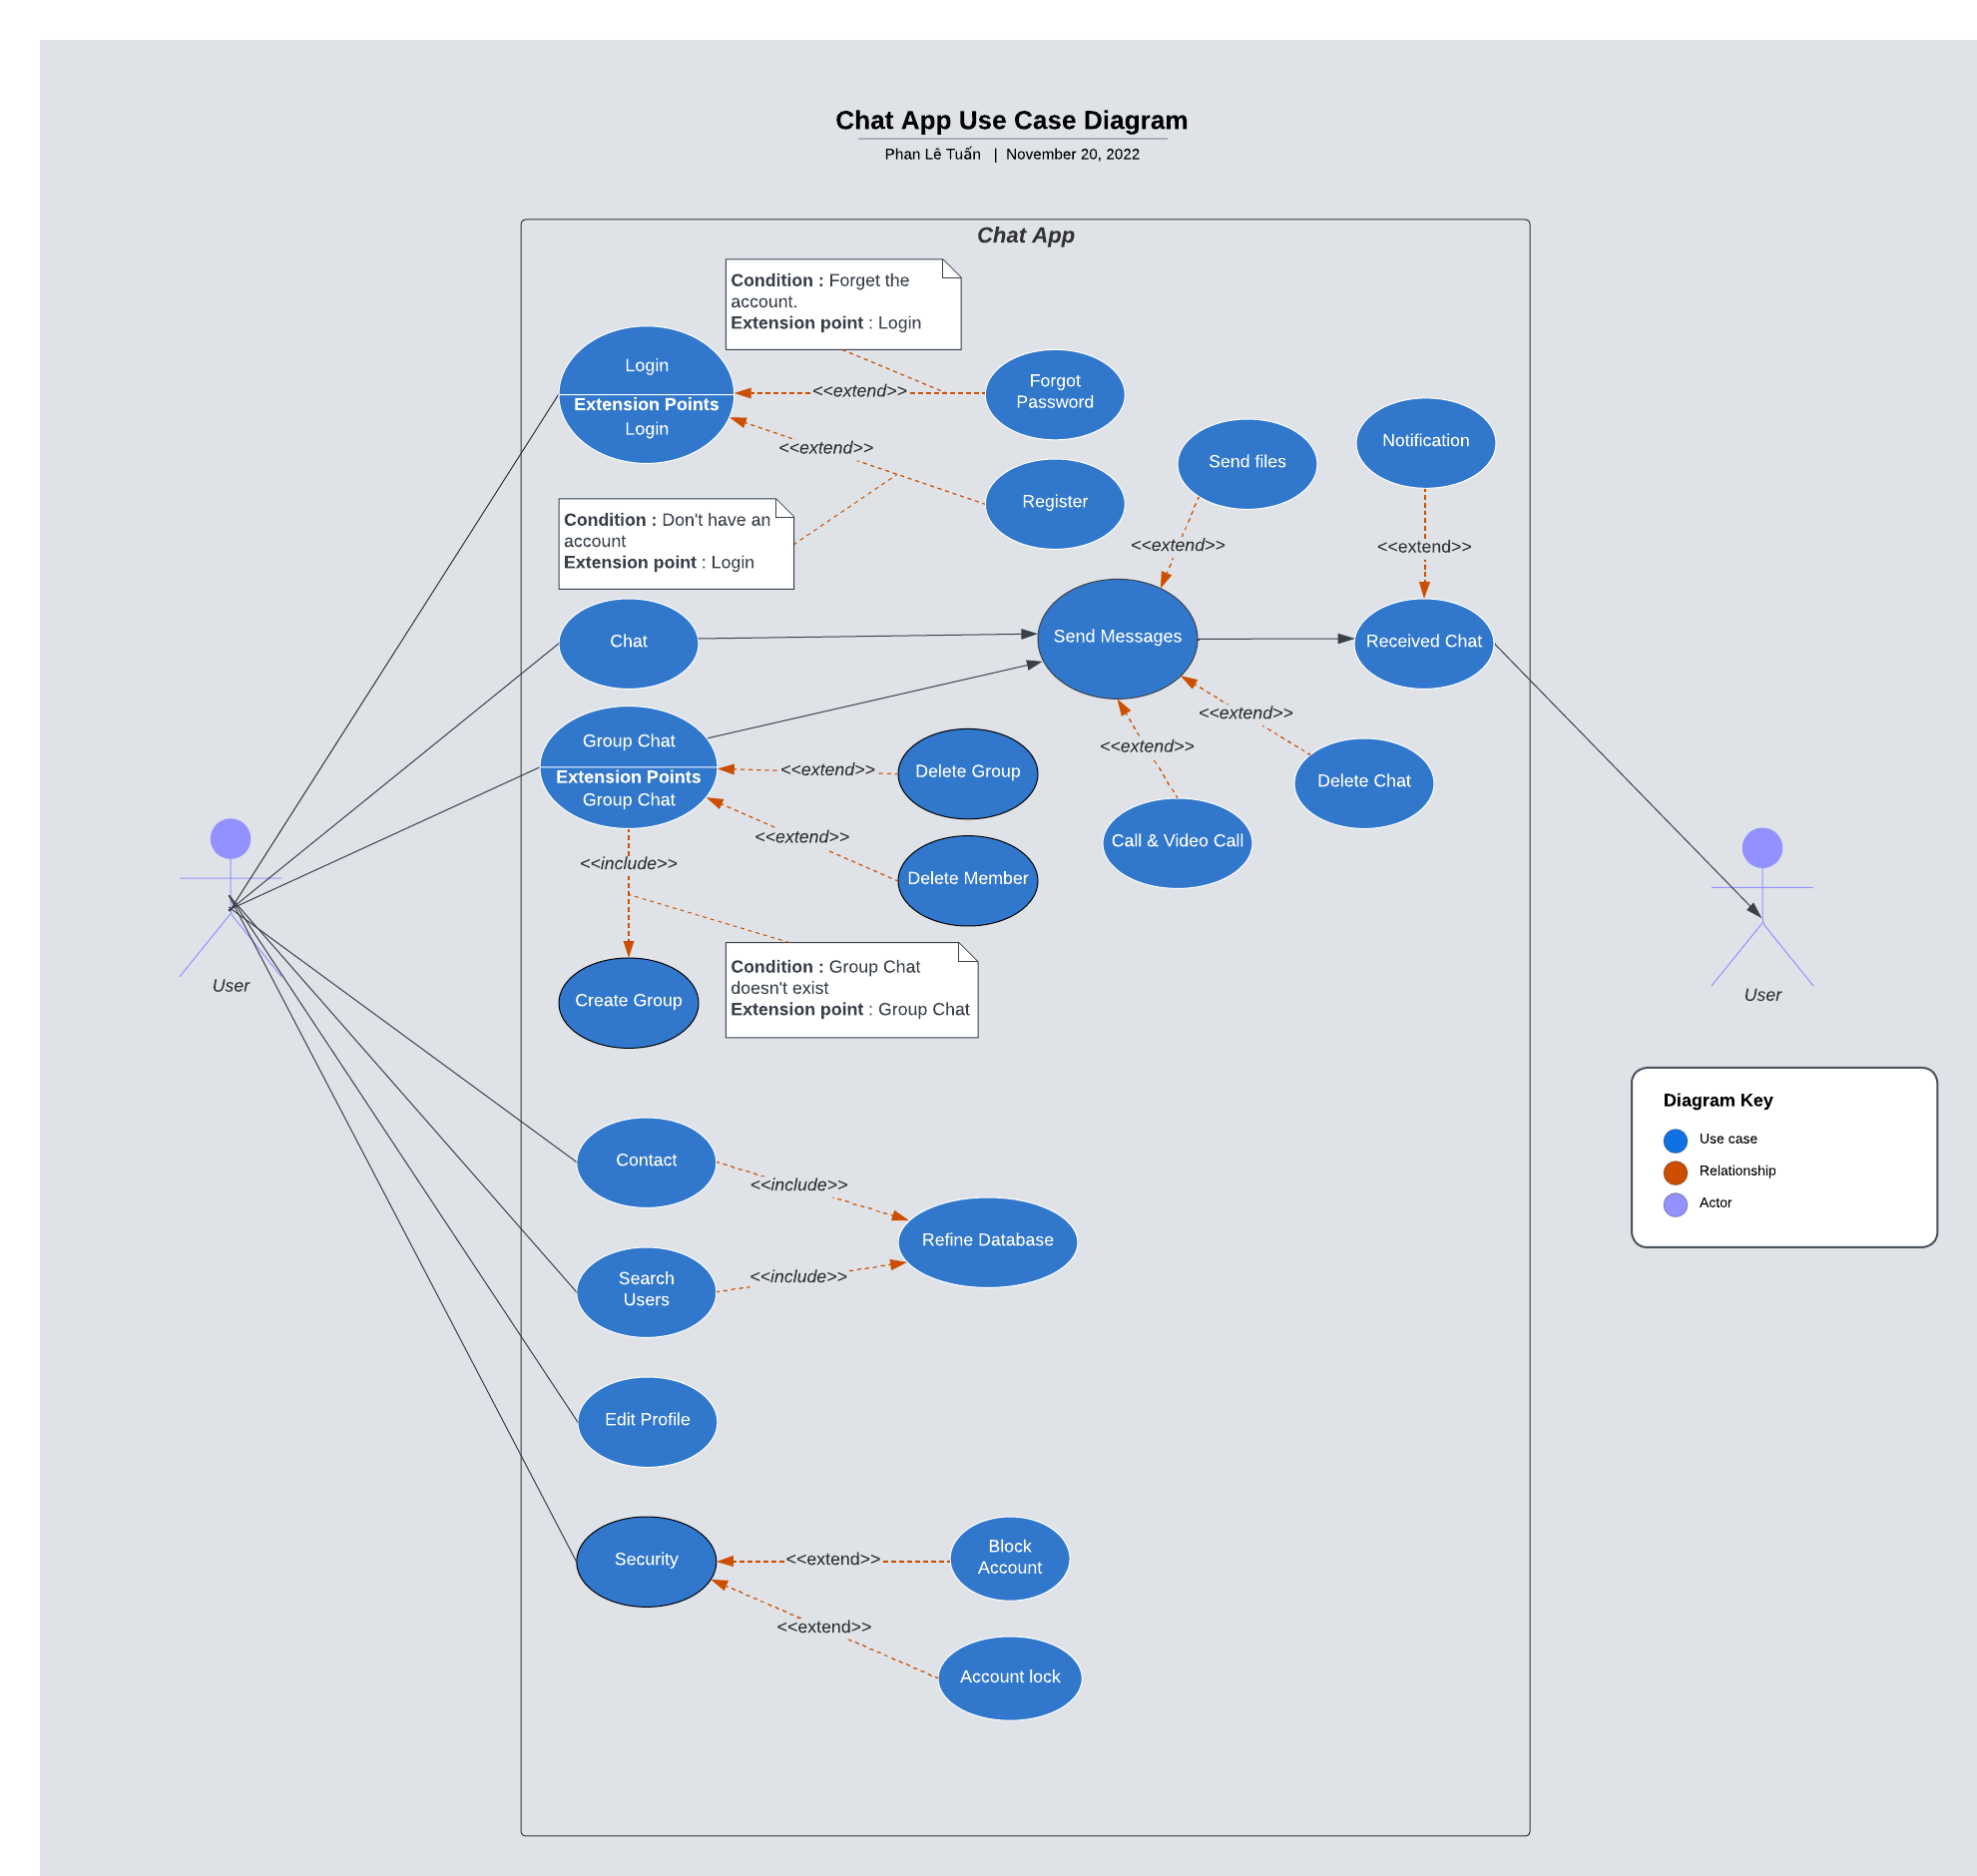 Chat App Use Case Diagram
Phan Lê Tuấn | November 20, 2022
Chat App
Condition : Forget the
account.
Extension point : Login
Login
Extension Points
Login
<<extend>>
Forgot
Password
<<extend>>
Register
Send files
Notification
Condition : Don't have an
account
Extension point : Login
<<extend>>
<<extend>>
Chat
Send Messages
Received Chat
Group Chat
Extension Points
Group Chat
<<extend>>
Delete Group
<<extend>>
<<extend>>
Delete Chat
Call & Video Call
<<extend>>
Delete Member
<<include>>
Condition : Group Chat
doesn't exist
Extension point : Group Chat
Create Group
User
User
Diagram Key
Use case
Relationship
Actor
Contact
<<include>>
Refine Database
Search
Users
<<include>>
Edit Profile
Security
<<extend>>
Block
Account
<<extend>>
Account lock